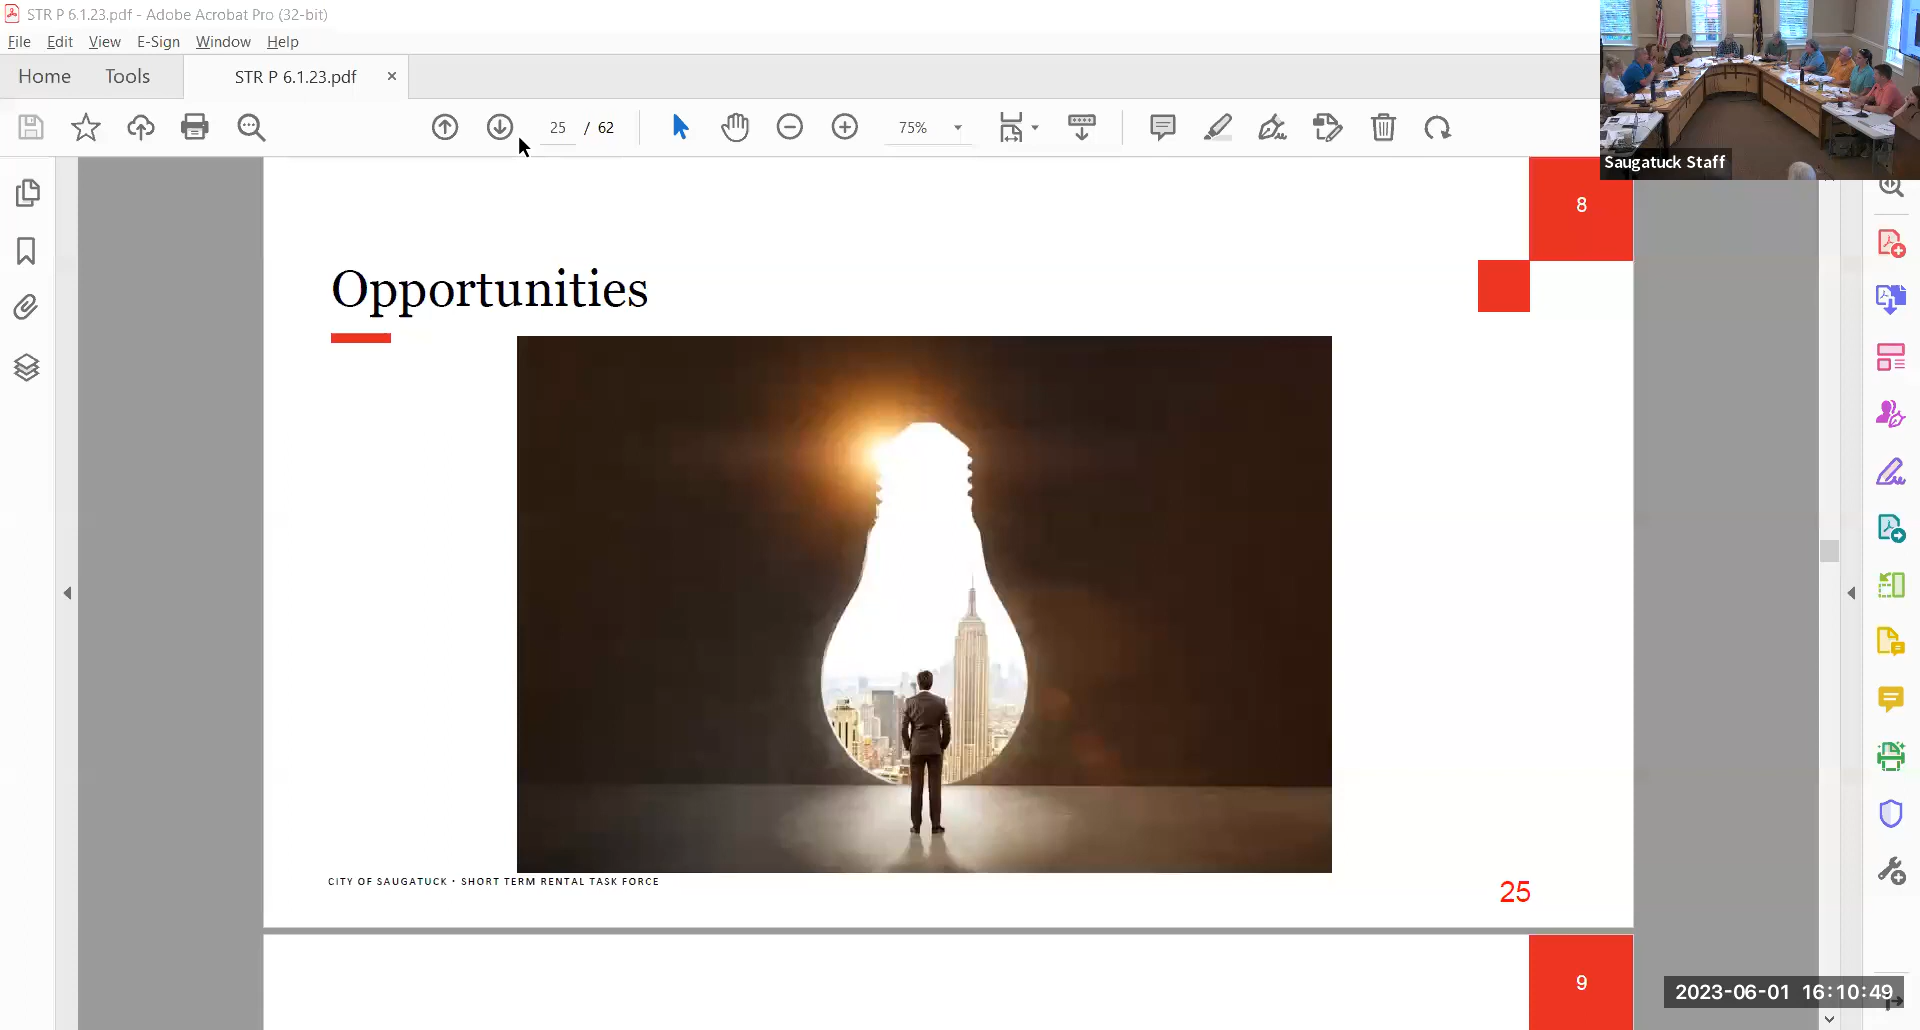 STR P 6.1.23.pdf - Adobe Acrobat Pro (32-bit)
File Edit View E-Sign Window Help
Home Tools STR P 6.1.23.pdf ×
25 / 62 75%
Saugatuck Staff
8
Opportunities
CITY OF SAUGATUCK · SHORT TERM RENTAL TASK FORCE
25
9
2023-06-01 16:10:49